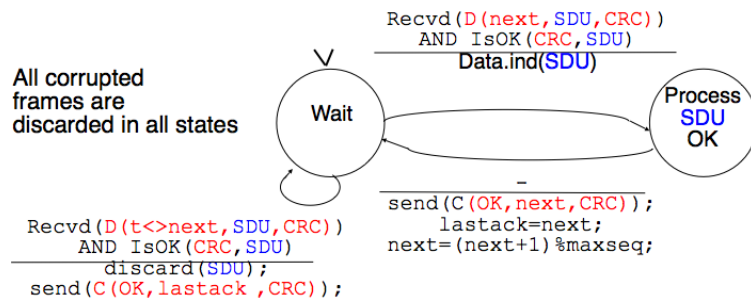 Recvd(D(next,SDU,CRC))
AND IsOK(CRC,SDU)
Data.ind(SDU)
All corrupted
frames are
discarded in all states
Wait
Process
SDU
OK
–
send(C(OK,next,CRC));
lastack=next;
next=(next+1)%maxseq;
Recvd(D(t<>next,SDU,CRC))
AND IsOK(CRC,SDU)
discard(SDU);
send(C(OK,lastack ,CRC));